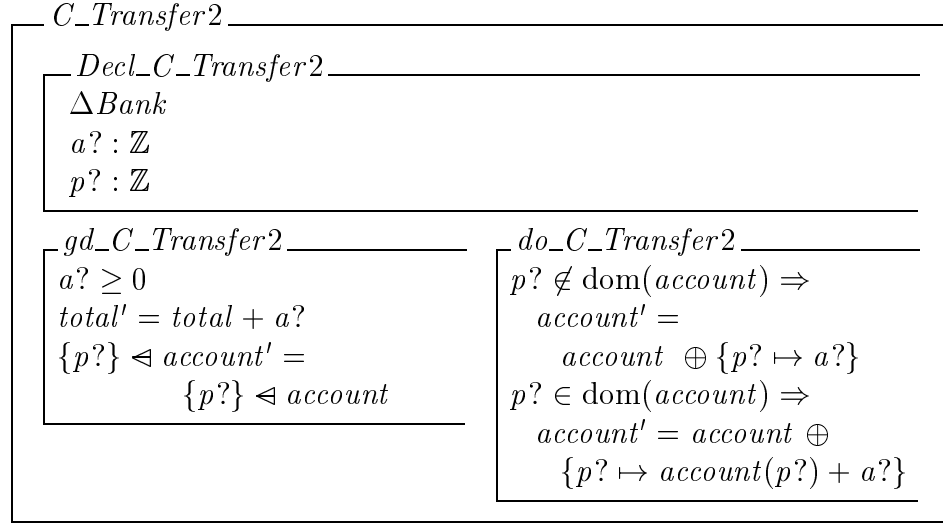 C_Transfer2
Decl_C_Transfer2
ΔBank
a? : ℤ
p? : ℤ
gd_C_Transfer2
a? ≥ 0
total′ = total + a?
{p?} ⩤ account′ =
{p?} ⩤ account
do_C_Transfer2
p? ∉ dom(account) ⇒
account′ =
account ⊕ {p? ↦ a?}
p? ∈ dom(account) ⇒
account′ = account ⊕
{p? ↦ account(p?) + a?}